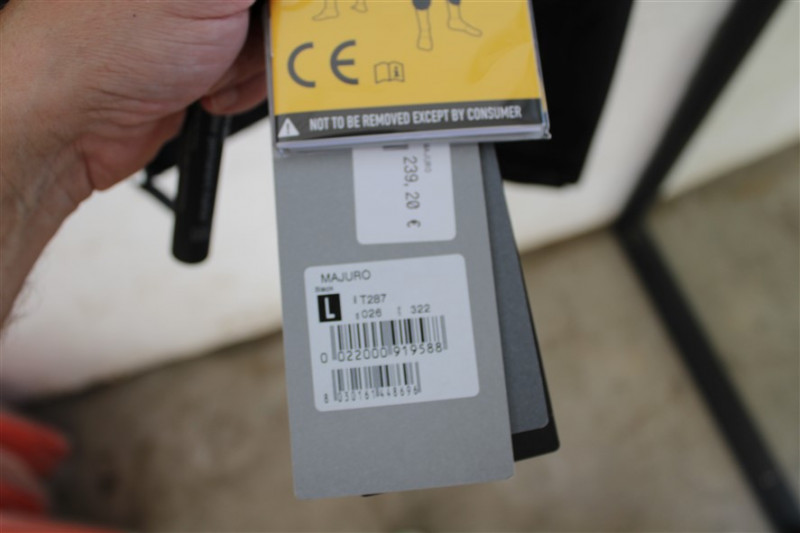 CE
NOT TO BE REMOVED EXCEPT BY CONSUMER
MAJURO
239,20 €
MAJURO
Black
L
T287
026 322
0 022000 919588
8 030161 448696